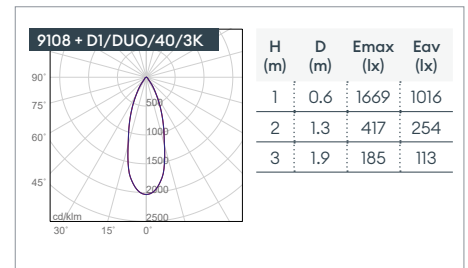 9108 + D1/DUO/40/3K
90°
75°
60°
45°
30° 15° 0°
500
1000
1500
2000
2500
cd/klm
H D Emax Eav
(m) (m) (lx) (lx)
1 0.6 1669 1016
2 1.3 417 254
3 1.9 185 113